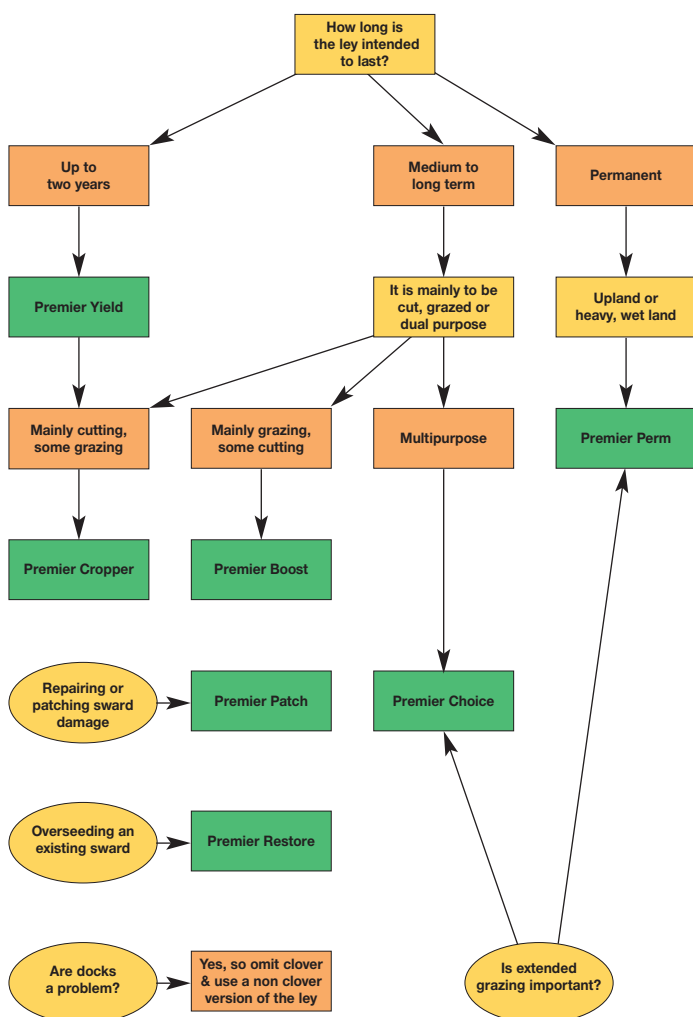 How long is
the ley intended
to last?
Up to
two years
Medium to
long term
Permanent
Premier Yield
It is mainly to be
cut, grazed or
dual purpose
Upland or
heavy, wet land
Mainly cutting,
some grazing
Mainly grazing,
some cutting
Multipurpose
Premier Perm
Premier Cropper
Premier Boost
Repairing or
patching sward
damage
Premier Patch
Premier Choice
Overseeding an
existing sward
Premier Restore
Are docks
a problem?
Yes, so omit clover
& use a non clover
version of the ley
Is extended
grazing important?